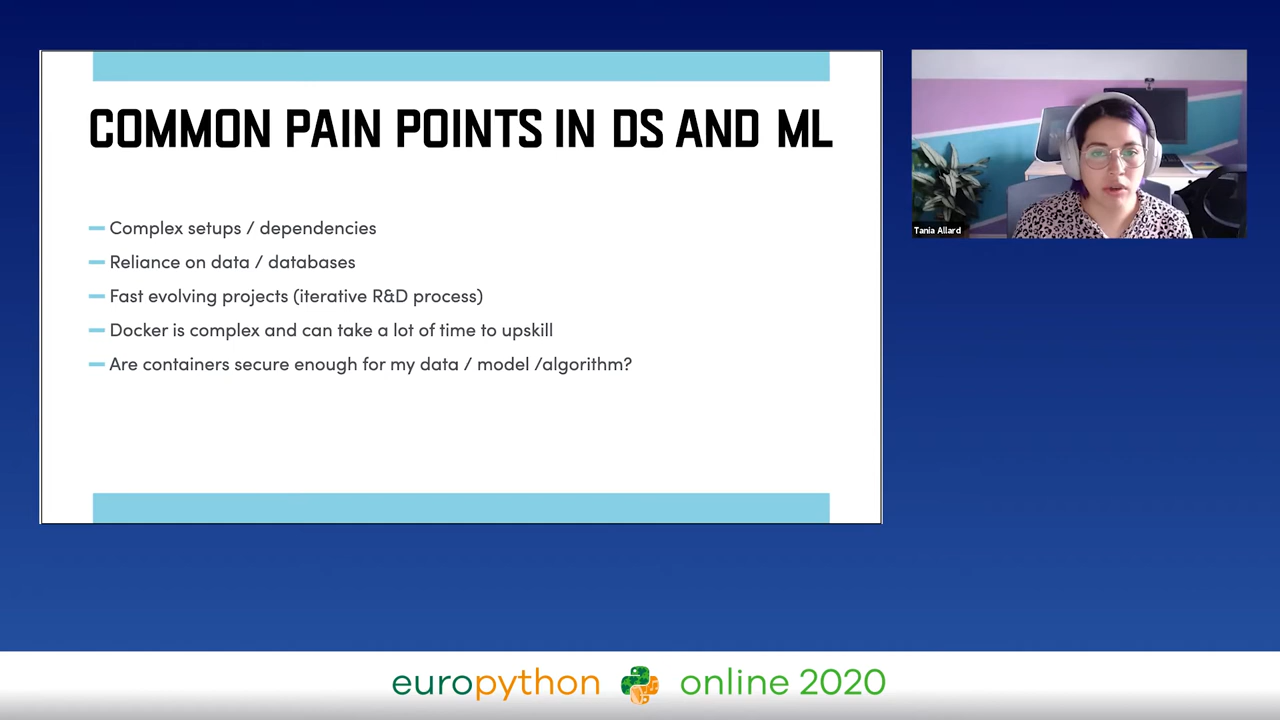 COMMON PAIN POINTS IN DS AND ML
Complex setups / dependencies
Reliance on data / databases
Fast evolving projects (iterative R&D process)
Docker is complex and can take a lot of time to upskill
Are containers secure enough for my data / model /algorithm?
Tania Allard
europython online 2020